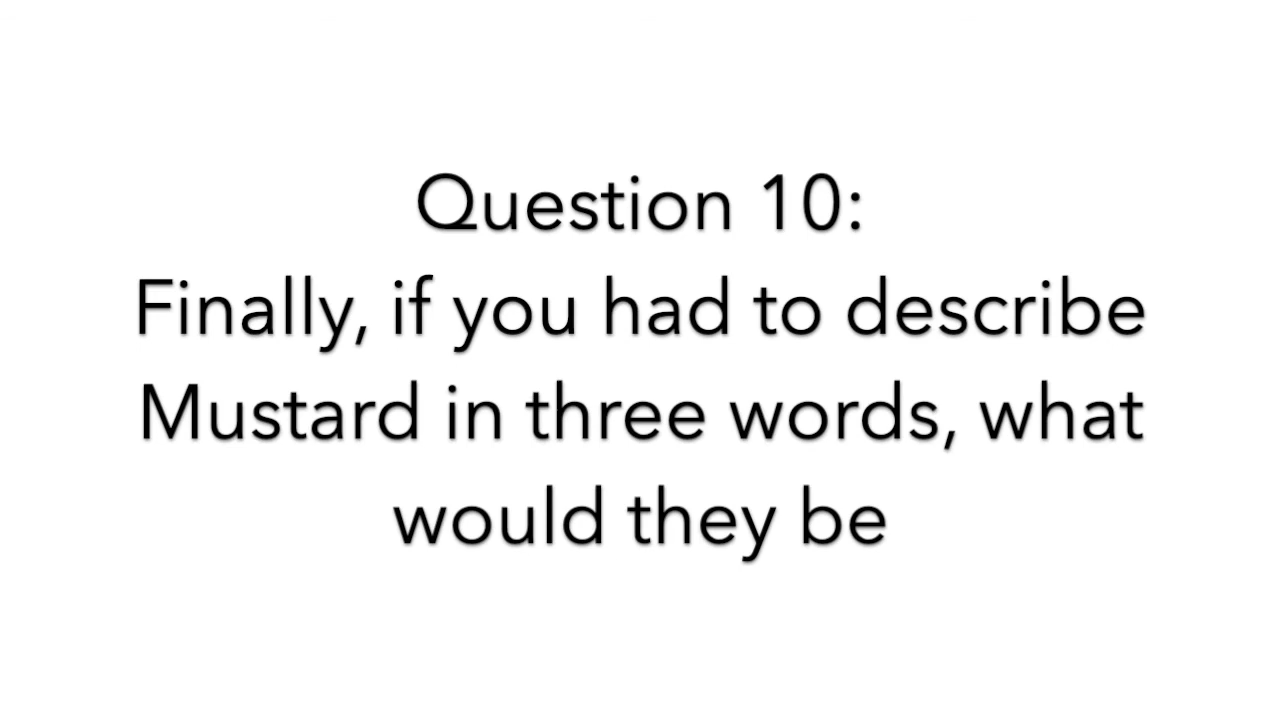 Question 10:
Finally, if you had to describe
Mustard in three words, what
would they be